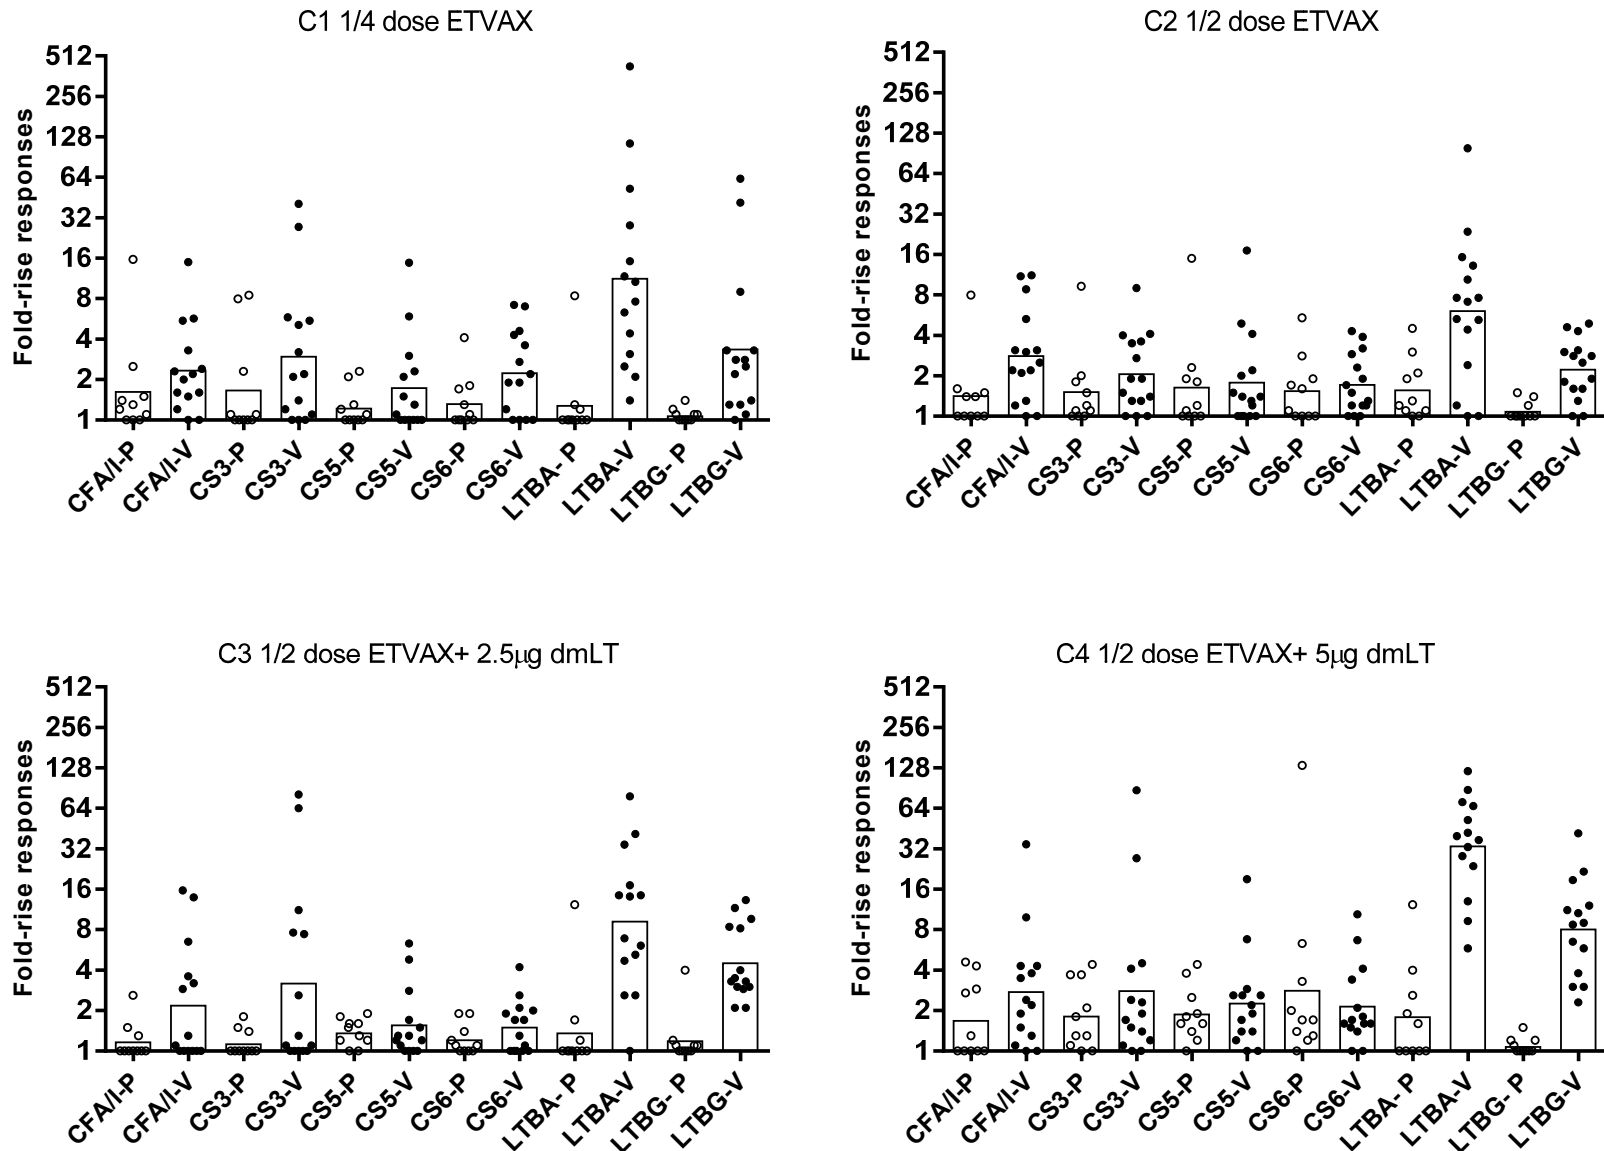 C1 1/4 dose ETVAX
Fold-rise responses
512
256
128
64
32
16
8
4
2
1
CFA/I-P
CFA/I-V
CS3-P
CS3-V
CS5-P
CS5-V
CS6-P
CS6-V
LTBA- P
LTBA-V
LTBG- P
LTBG-V
C2 1/2 dose ETVAX
Fold-rise responses
512
256
128
64
32
16
8
4
2
1
CFA/I-P
CFA/I-V
CS3-P
CS3-V
CS5-P
CS5-V
CS6-P
CS6-V
LTBA- P
LTBA-V
LTBG- P
LTBG-V
C3 1/2 dose ETVAX+ 2.5µg dmLT
Fold-rise responses
512
256
128
64
32
16
8
4
2
1
CFA/I-P
CFA/I-V
CS3-P
CS3-V
CS5-P
CS5-V
CS6-P
CS6-V
LTBA- P
LTBA-V
LTBG- P
LTBG-V
C4 1/2 dose ETVAX+ 5µg dmLT
Fold-rise responses
512
256
128
64
32
16
8
4
2
1
CFA/I-P
CFA/I-V
CS3-P
CS3-V
CS5-P
CS5-V
CS6-P
CS6-V
LTBA- P
LTBA-V
LTBG- P
LTBG-V